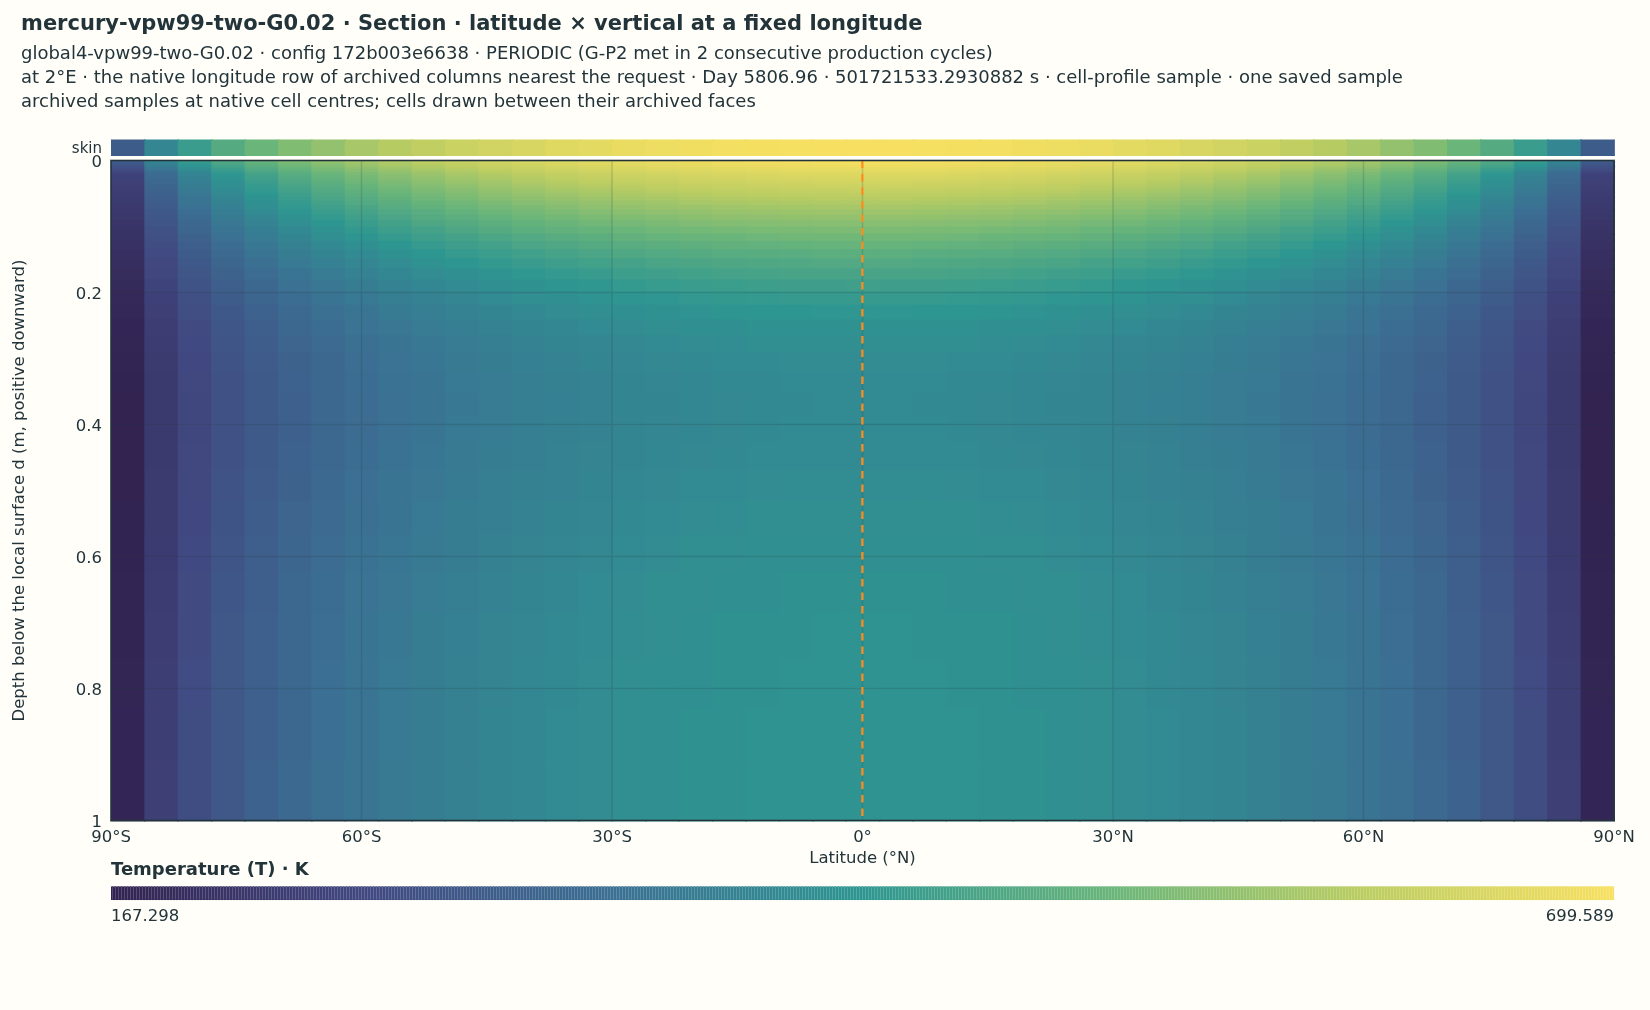 mercury-vpw99-two-G0.02 · Section · latitude × vertical at a fixed longitude
global4-vpw99-two-G0.02 · config 172b003e6638 · PERIODIC (G-P2 met in 2 consecutive production cycles)
at 2°E · the native longitude row of archived columns nearest the request · Day 5806.96 · 501721533.2930882 s · cell-profile sample · one saved sample
archived samples at native cell centres; cells drawn between their archived faces
skin
0
0.2
0.4
0.6
0.8
1
Depth below the local surface d (m, positive downward)
90°S 60°S 30°S 0° 30°N 60°N 90°N
Latitude (°N)
Temperature (T) · K
167.298 699.589